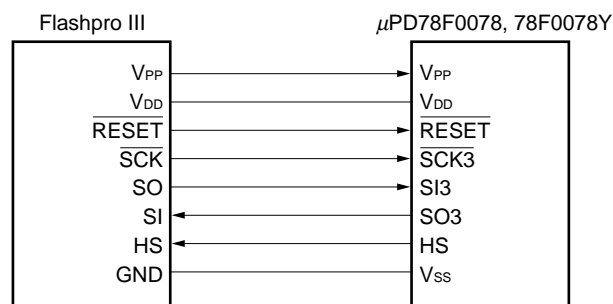 Flashpro III
μPD78F0078, 78F0078Y
VPP VPP
VDD VDD
RESET RESET
SCK SCK3
SO SI3
SI SO3
HS HS
GND VSS